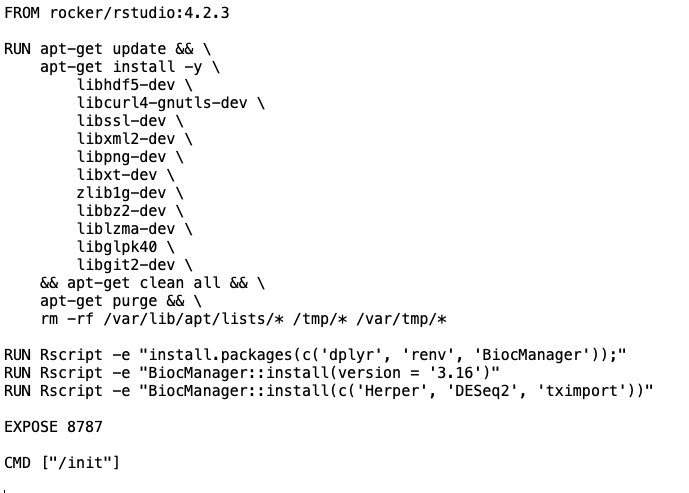 FROM rocker/rstudio:4.2.3

RUN apt-get update && \
    apt-get install -y \
        libhdf5-dev \
        libcurl4-gnutls-dev \
        libssl-dev \
        libxml2-dev \
        libpng-dev \
        libxt-dev \
        zlib1g-dev \
        libbz2-dev \
        liblzma-dev \
        libglpk40 \
        libgit2-dev \
    && apt-get clean all && \
    apt-get purge && \
    rm -rf /var/lib/apt/lists/* /tmp/* /var/tmp/*

RUN Rscript -e "install.packages(c('dplyr', 'renv', 'BiocManager'));"
RUN Rscript -e "BiocManager::install(version = '3.16')"
RUN Rscript -e "BiocManager::install(c('Herper', 'DESeq2', 'tximport'))"

EXPOSE 8787

CMD ["/init"]